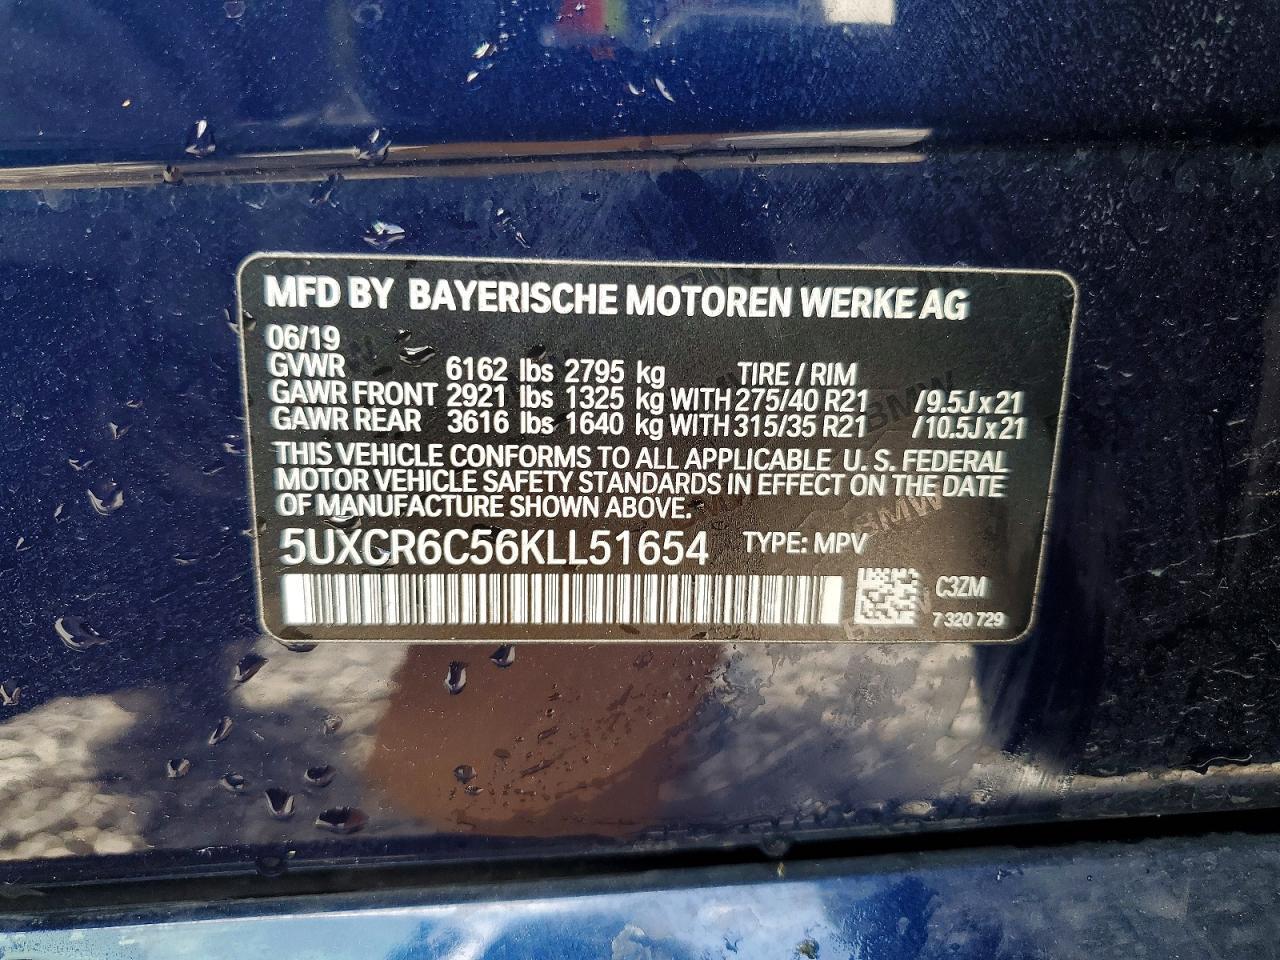 MFD BY BAYERISCHE MOTOREN WERKE AG
06/19
GVWR 6162 lbs 2795 kg TIRE / RIM
GAWR FRONT 2921 lbs 1325 kg WITH 275/40 R21 /9.5J x 21
GAWR REAR 3616 lbs 1640 kg WITH 315/35 R21 /10.5J x 21
THIS VEHICLE CONFORMS TO ALL APPLICABLE U. S. FEDERAL
MOTOR VEHICLE SAFETY STANDARDS IN EFFECT ON THE DATE
OF MANUFACTURE SHOWN ABOVE.
5UXCR6C56KLL51654 TYPE: MPV
C3ZM
7 320 729